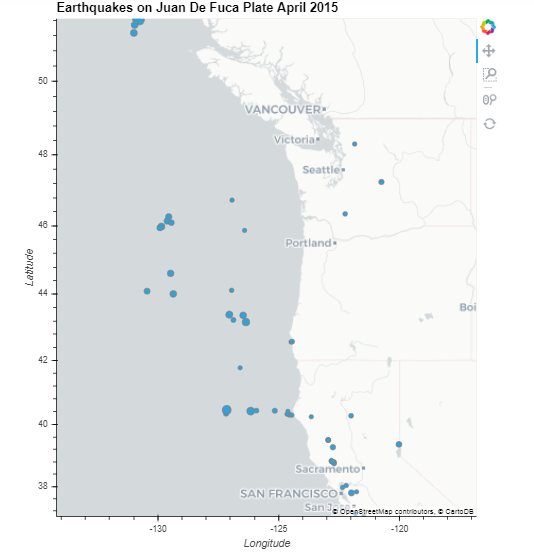 Earthquakes on Juan De Fuca Plate April 2015
50
VANCOUVER
Victoria
48
Seattle
46
Portland
Latitude
44
Boi
42
40
Sacramento
38
SAN FRANCISCO
San Jose
© OpenStreetMap contributors, © CartoDB
-130
-125
-120
Longitude